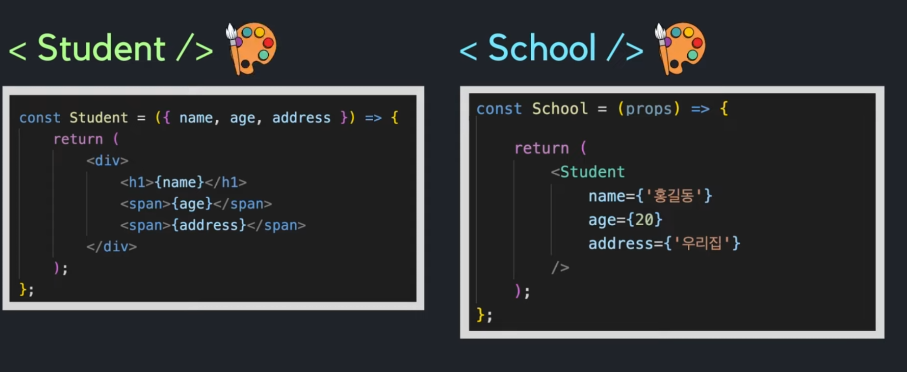 < Student />
const Student = ({ name, age, address }) => {
return (
<div>
<h1>{name}</h1>
<span>{age}</span>
<span>{address}</span>
</div>
);
};
< School />
const School = (props) => {
return (
<Student
name={'홍길동'}
age={20}
address={'우리집'}
/>
);
};